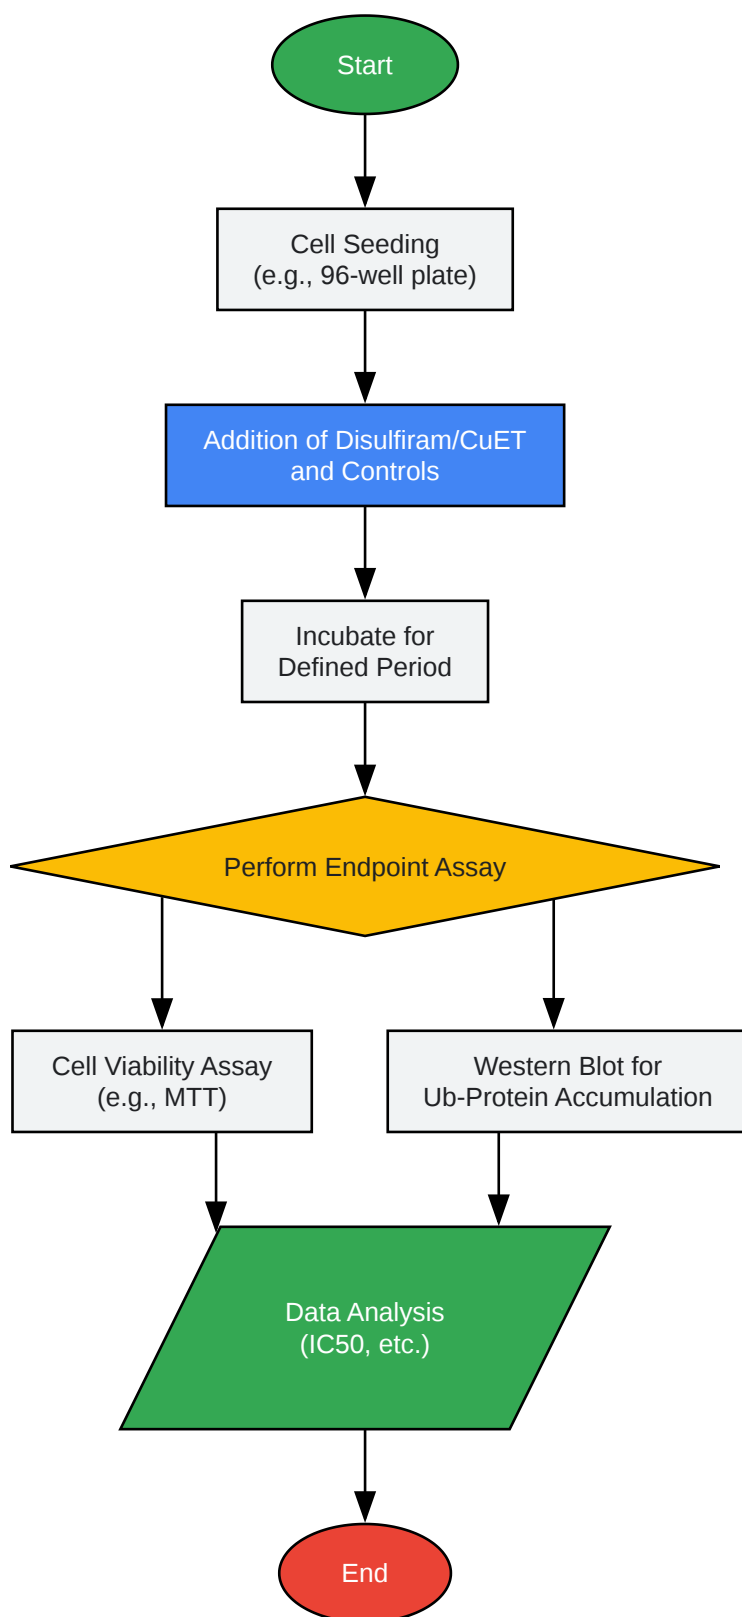 Start
Cell Seeding
(e.g., 96-well plate)
Addition of Disulfiram/CuET
and Controls
Incubate for
Defined Period
Perform Endpoint Assay
Cell Viability Assay
(e.g., MTT)
Western Blot for
Ub-Protein Accumulation
Data Analysis
(IC50, etc.)
End